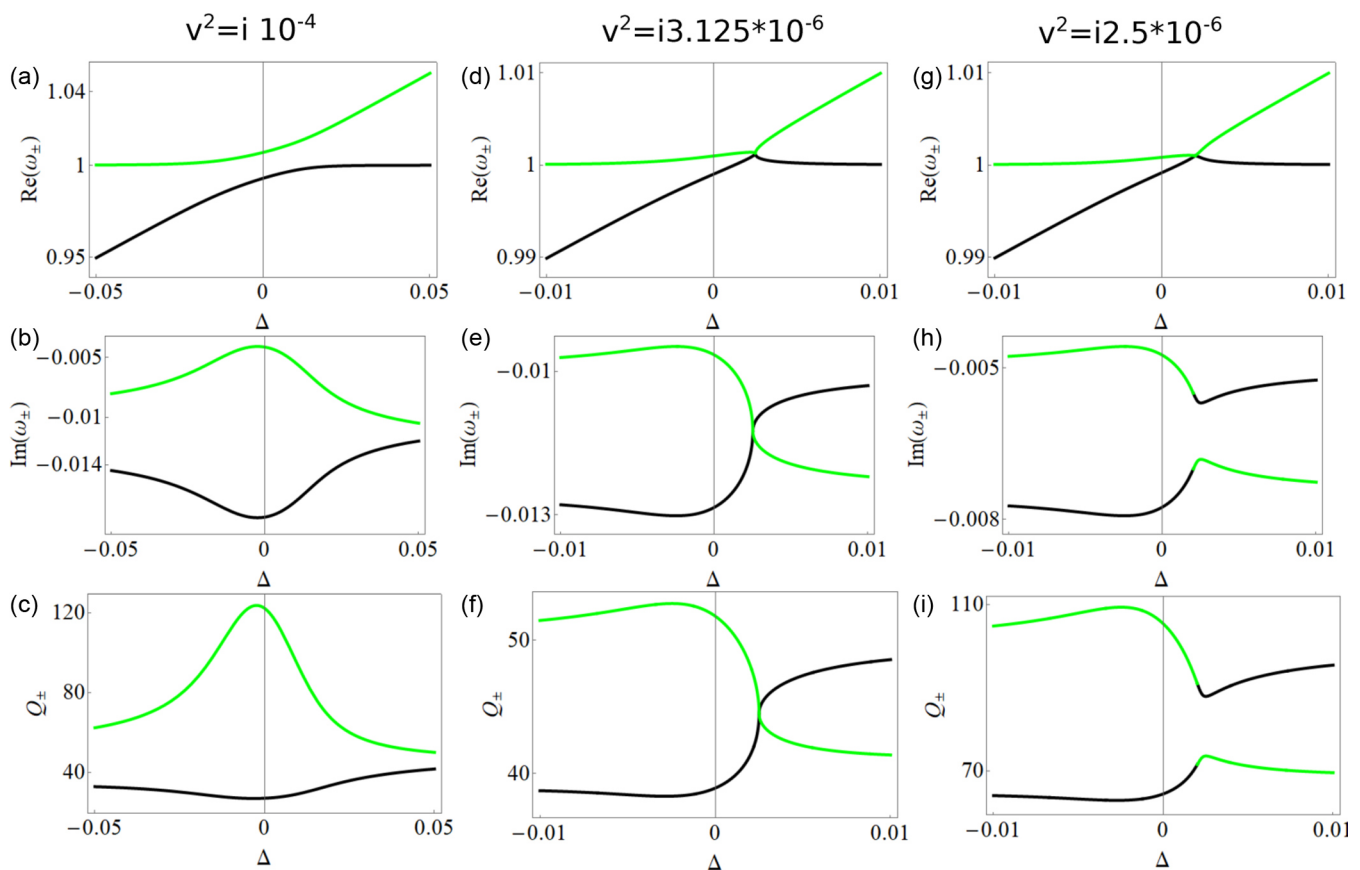 v²=i 10⁻⁴
v²=i3.125*10⁻⁶
v²=i2.5*10⁻⁶
(a)
1.04
1
0.95
Re(ω±)
−0.05 0 0.05
Δ
(d)
1.01
1
0.99
Re(ω±)
−0.01 0 0.01
Δ
(g)
1.01
1
0.99
Re(ω±)
−0.01 0 0.01
Δ
(b)
−0.005
−0.01
−0.014
Im(ω±)
−0.05 0 0.05
Δ
(e)
−0.01
−0.013
Im(ω±)
−0.01 0 0.01
Δ
(h)
−0.005
−0.008
Im(ω±)
−0.01 0 0.01
Δ
(c)
120
80
40
Q±
−0.05 0 0.05
Δ
(f)
50
40
Q±
−0.01 0 0.01
Δ
(i)
110
70
Q±
−0.01 0 0.01
Δ